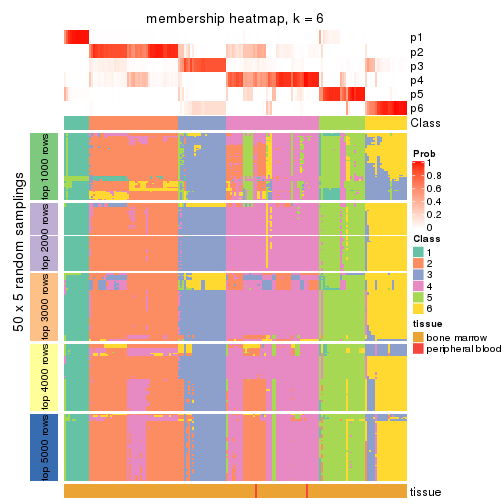 membership heatmap, k = 6
p1
p2
p3
p4
p5
p6
Class
50 x 5 random samplings
top 1000 rows
top 2000 rows
top 3000 rows
top 4000 rows
top 5000 rows
Prob
1
0.8
0.6
0.4
0.2
0
Class
1
2
3
4
5
6
tissue
bone marrow
peripheral blood
tissue